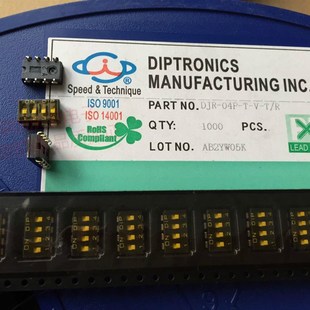 DIPTRONICS
MANUFACTURING INC.
Speed & Technique
ISO 9001
ISO 14001
RoHS
Compliant
PART NO. DJR-04P-T-V-T/R
QTY: 1000 PCS.
LOT NO. AB2YW05K
LEAD